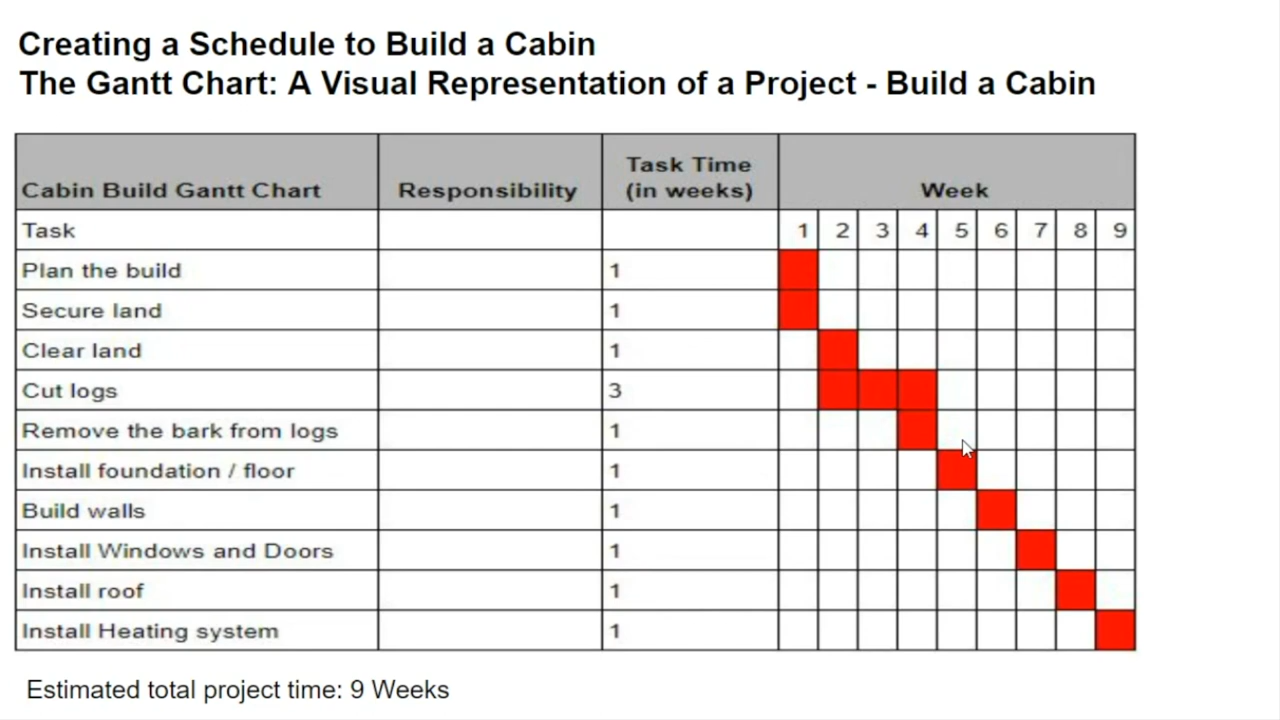 Creating a Schedule to Build a Cabin
The Gantt Chart: A Visual Representation of a Project - Build a Cabin
Cabin Build Gantt Chart Responsibility Task Time (in weeks) Week
Task 1 2 3 4 5 6 7 8 9
Plan the build 1
Secure land 1
Clear land 1
Cut logs 3
Remove the bark from logs 1
Install foundation / floor 1
Build walls 1
Install Windows and Doors 1
Install roof 1
Install Heating system 1
Estimated total project time: 9 Weeks